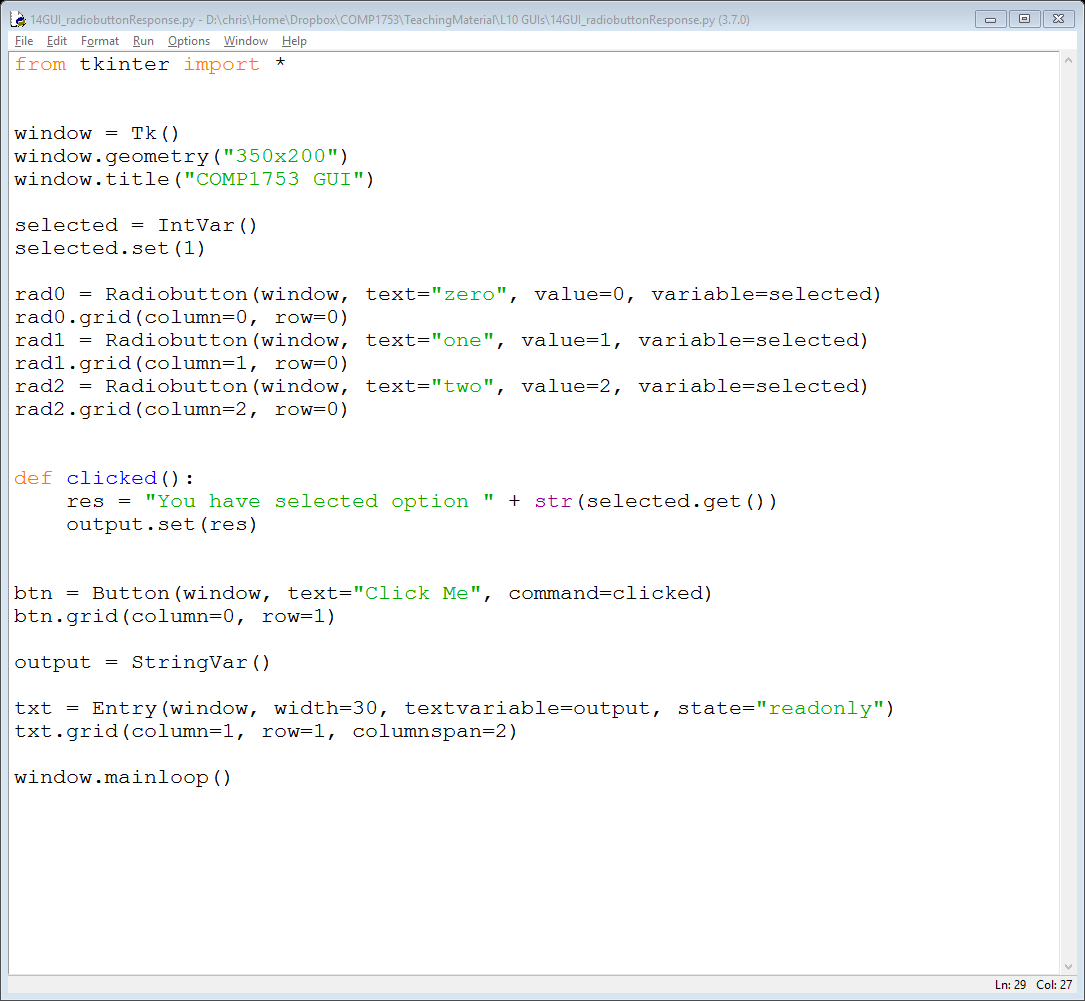 14GUI_radiobuttonResponse.py - D:\chris\Home\Dropbox\COMP1753\TeachingMaterial\L10 GUIs\14GUI_radiobuttonResponse.py (3.7.0)
File Edit Format Run Options Window Help
from tkinter import *
window = Tk()
window.geometry("350x200")
window.title("COMP1753 GUI")
selected = IntVar()
selected.set(1)
rad0 = Radiobutton(window, text="zero", value=0, variable=selected)
rad0.grid(column=0, row=0)
rad1 = Radiobutton(window, text="one", value=1, variable=selected)
rad1.grid(column=1, row=0)
rad2 = Radiobutton(window, text="two", value=2, variable=selected)
rad2.grid(column=2, row=0)
def clicked():
    res = "You have selected option " + str(selected.get())
    output.set(res)
btn = Button(window, text="Click Me", command=clicked)
btn.grid(column=0, row=1)
output = StringVar()
txt = Entry(window, width=30, textvariable=output, state="readonly")
txt.grid(column=1, row=1, columnspan=2)
window.mainloop()
Ln: 29 Col: 27